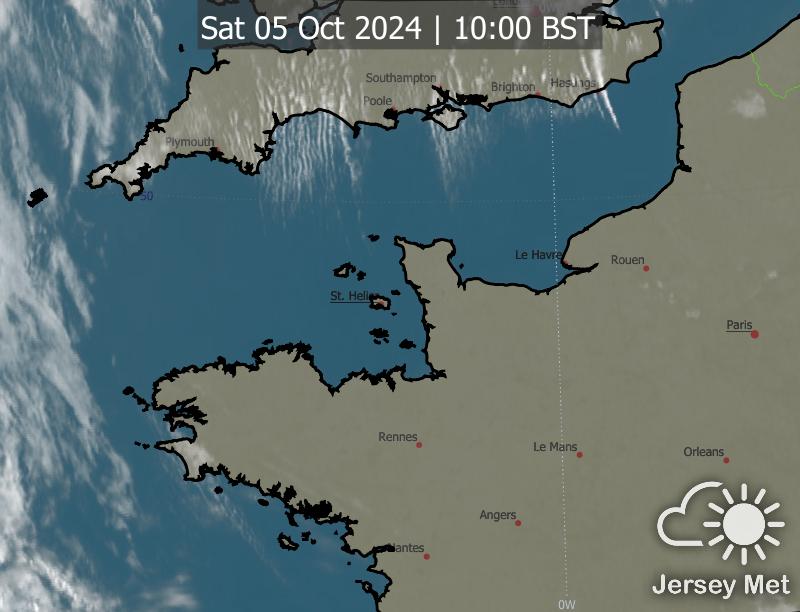 Sat 05 Oct 2024 | 10:00 BST
Southampton
Brighton
Hastings
Poole
Plymouth
50
Le Havre
Rouen
St. Helier
Paris
Rennes
Le Mans
Orleans
Angers
Nantes
Jersey Met
0W